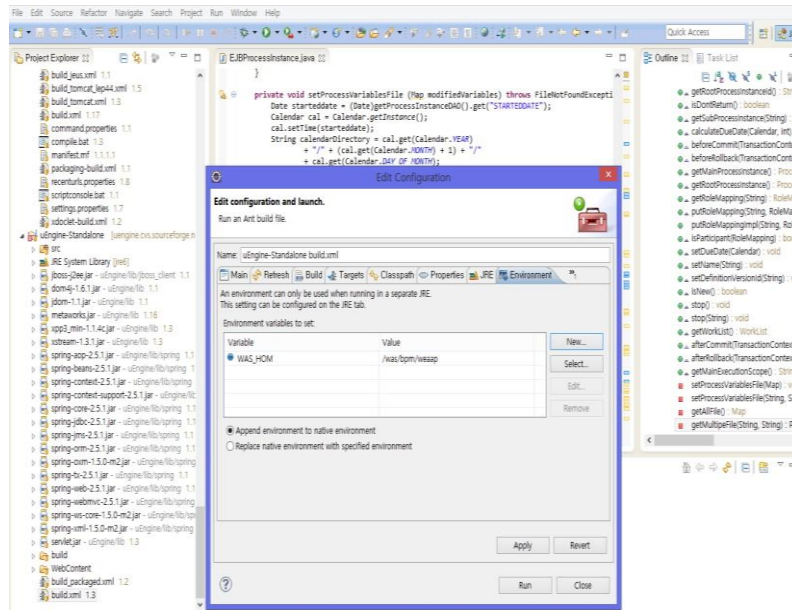 File Edit Source Refactor Navigate Search Project Run Window Help
Quick Access
Project Explorer
build_jeus.xml 1.1
build_tomcat_lep44.xml 1.5
build_tomcat.xml 1.3
build.xml 1.17
command.properties 1.1
compile.bat 1.3
manifest.mf 1.1.1.1
packaging-build.xml 1.1
recenturls.properties 1.8
scriptconsole.bat 1.1
settings.properties 1.7
xdoclet-build.xml 1.2
uEngine-Standalone [uengine.cvs.sourceforge.n
src
JRE System Library [jre6]
jboss-j2ee.jar - uEngine/lib/jboss_client 1.1
dom4j-1.6.1.jar - uEngine/lib 1.1
jdom-1.1.jar - uEngine/lib 1.1
metaworks.jar - uEngine/lib 1.16
xpp3_min-1.1.4c.jar - uEngine/lib 1.3
xstream-1.3.1.jar - uEngine/lib 1.3
spring-aop-2.5.1.jar - uEngine/lib/spring 1.1
spring-beans-2.5.1.jar - uEngine/lib/spring 1.1
spring-context-2.5.1.jar - uEngine/lib/spring
spring-context-support-2.5.1.jar - uEngine/lib
spring-core-2.5.1.jar - uEngine/lib/spring 1.1
spring-jdbc-2.5.1.jar - uEngine/lib/spring 1.1
spring-jms-2.5.1.jar - uEngine/lib/spring 1.1
spring-orm-2.5.1.jar - uEngine/lib/spring 1.1
spring-oxm-1.5.0-m2.jar - uEngine/lib/spring
spring-tx-2.5.1.jar - uEngine/lib/spring 1.1
spring-web-2.5.1.jar - uEngine/lib/spring 1.1
spring-webmvc-2.5.1.jar - uEngine/lib/spring
spring-ws-core-1.5.0-m2.jar - uEngine/lib/spr
spring-xml-1.5.0-m2.jar - uEngine/lib/spring
servlet.jar - uEngine/lib 1.3
build
WebContent
build_packaged.xml 1.2
build.xml 1.3
EJBProcessInstance.java
}
private void setProcessVariablesFile (Map modifiedVariables) throws FileNotFoundExcepti
Date starteddate = (Date)getProcessInstanceDAO().get("STARTEDDATE");
Calendar cal = Calendar.getInstance();
cal.setTime(starteddate);
String calendarDirectory = cal.get(Calendar.YEAR)
+ "/" + (cal.get(Calendar.MONTH) + 1) + "/"
+ cal.get(Calendar.DAY_OF_MONTH);
Edit Configuration
Edit configuration and launch.
Run an Ant build file.
Name: uEngine-Standalone build.xml
Main Refresh Build Targets Classpath Properties JRE Environment
An environment can only be used when running in a separate JRE.
This setting can be configured on the JRE tab.
Environment variables to set:
Variable Value
WAS_HOM /was/bpm/weaap
New...
Select...
Edit...
Remove
Append environment to native environment
Replace native environment with specified environment
Apply Revert
Run Close
Outline Task List
getRootProcessInstanceId() : Stri
isDontReturn() : boolean
getSubProcessInstance(String) :
calculateDueDate(Calendar, int)
beforeCommit(TransactionCont
beforeRollback(TransactionCont
getMainProcessInstance() : Proc
getRootProcessInstance() : Proc
getRoleMapping(String) : RoleM
putRoleMapping(String, RoleMa
putRoleMappingImpl(String, Rol
isParticipant(RoleMapping) : bo
setDueDate(Calendar) : void
setName(String) : void
setDefinitionVersionId(String) :
isNew() : boolean
stop() : void
stop(String) : void
getWorkList() : WorkList
afterCommit(TransactionContex
afterRollback(TransactionContex
getMainExecutionScope() : Strin
setProcessVariablesFile(Map) : v
setProcessVariablesFile(String, S
getAllFile() : Map
getMultipeFile(String, String) : F